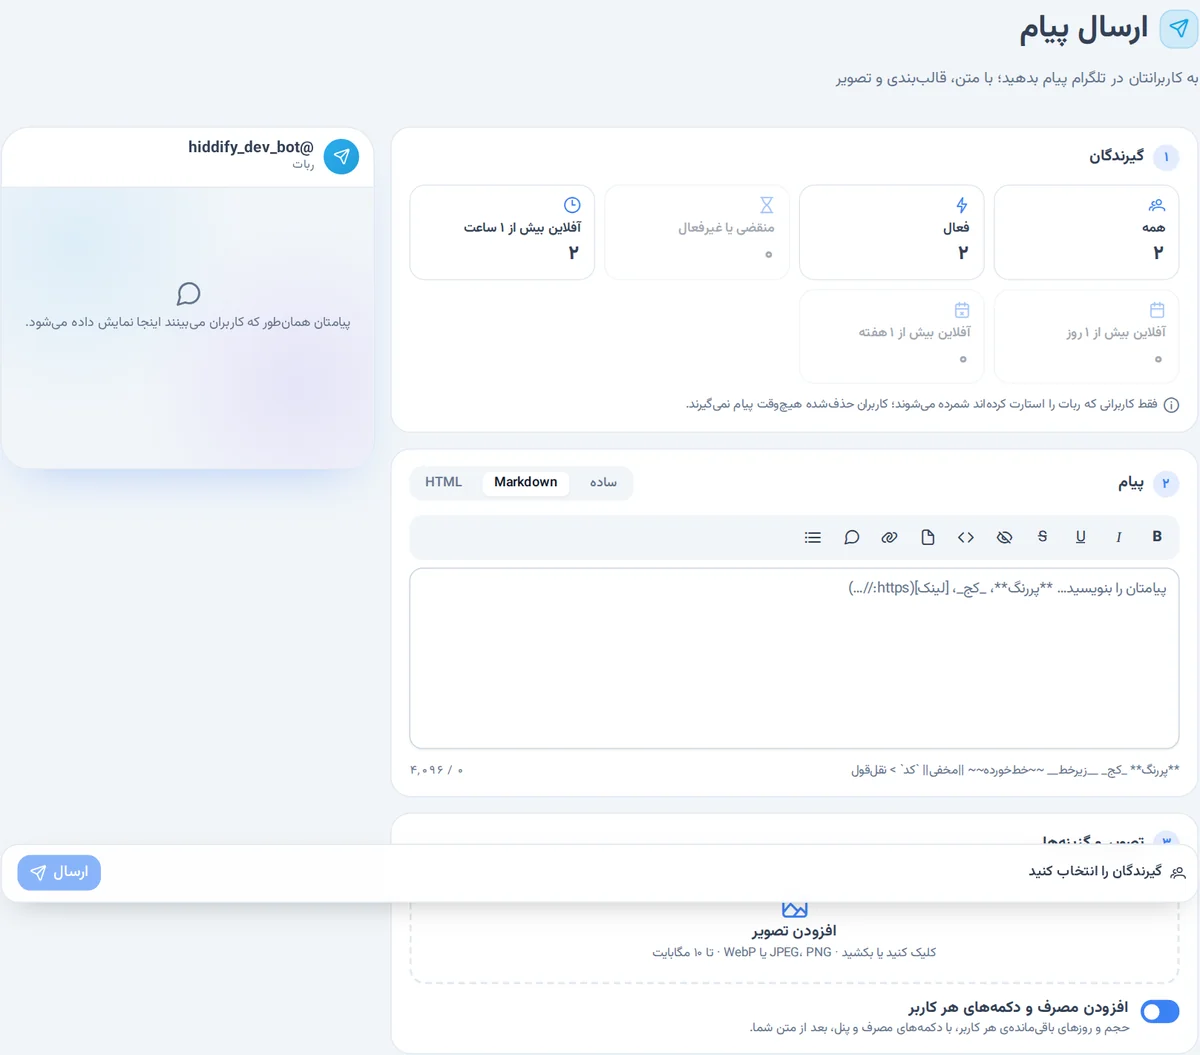 ارسال پیام
به کاربرانتان در تلگرام پیام بدهید؛ با متن، قالب‌بندی و تصویر
۱ گیرندگان
همه
۲
فعال
۲
منقضی یا غیرفعال
۰
آفلاین بیش از ۱ ساعت
۲
آفلاین بیش از ۱ روز
۰
آفلاین بیش از ۱ هفته
۰
فقط کاربرانی که ربات را استارت کرده‌اند شمرده می‌شوند؛ کاربران حذف‌شده هیچ‌وقت پیام نمی‌گیرند.
@hiddify_dev_bot
ربات
پیامتان همان‌طور که کاربران می‌بینند اینجا نمایش داده می‌شود.
۲ پیام
ساده Markdown HTML
B I U S
پیامتان را بنویسید... **پررنگ**، _کج_، [لینک](https://...)
**پررنگ** _کج_ __زیرخط__ ~~خط‌خورده~~ ||مخفی|| `کد` > نقل‌قول
۰ / ۴,۰۹۶
۳ تصویر و گزینه‌ها
گیرندگان را انتخاب کنید
ارسال
افزودن تصویر
کلیک کنید یا بکشید · JPEG، PNG یا WebP · تا ۱۰ مگابایت
افزودن مصرف و دکمه‌های هر کاربر
حجم و روزهای باقی‌مانده‌ی هر کاربر، با دکمه‌های مصرف و پنل، بعد از متن شما.